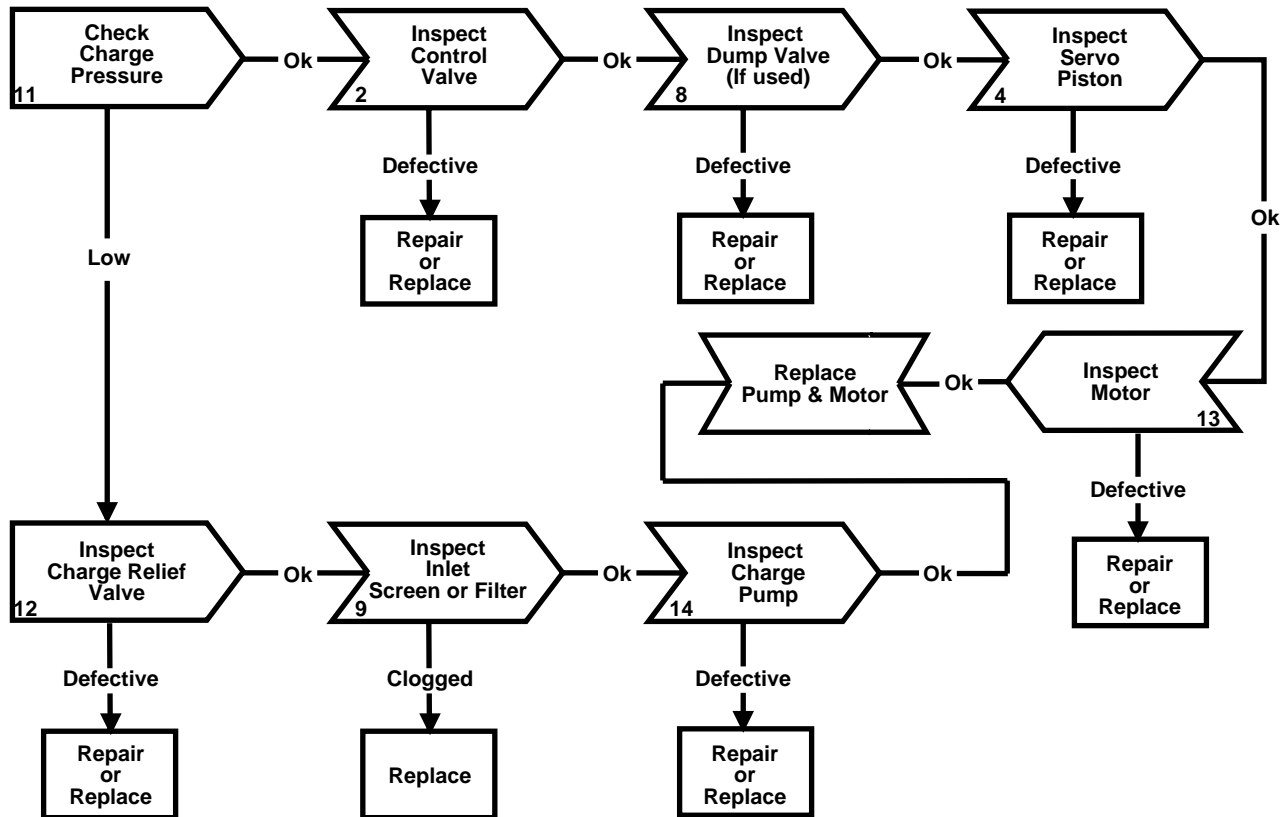 Check
Charge
Pressure
11
Ok
Inspect
Control
Valve
2
Ok
Inspect
Dump Valve
(If used)
8
Ok
Inspect
Servo
Piston
4
Ok
Defective
Repair
or
Replace
Defective
Repair
or
Replace
Defective
Repair
or
Replace
Low
Inspect
Motor
13
Ok
Replace
Pump & Motor
Defective
Repair
or
Replace
Inspect
Charge Relief
Valve
12
Ok
Inspect
Inlet
Screen or Filter
9
Ok
Inspect
Charge
Pump
14
Ok
Defective
Repair
or
Replace
Clogged
Replace
Defective
Repair
or
Replace